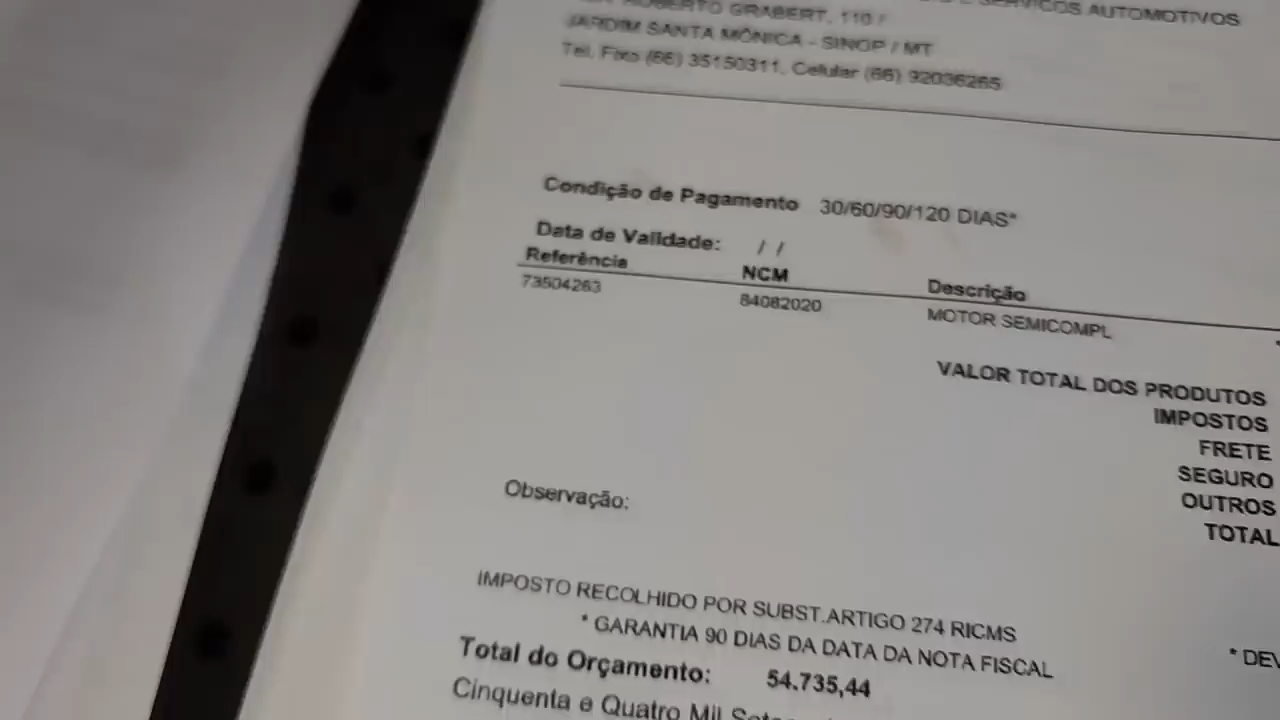 ROBERTO GRABERT, 110 /
SERVICOS AUTOMOTIVOS
JARDIM SANTA MÔNICA - SINOP / MT
Tel. Fixo (66) 35150311, Celular (66) 92036265
Condição de Pagamento 30/60/90/120 DIAS*
Data de Validade: / /
Referência NCM Descrição
73504263 84082020 MOTOR SEMICOMPL
VALOR TOTAL DOS PRODUTOS
IMPOSTOS
FRETE
SEGURO
OUTROS
TOTAL
Observação:
IMPOSTO RECOLHIDO POR SUBST.ARTIGO 274 RICMS
* GARANTIA 90 DIAS DA DATA DA NOTA FISCAL
* DEV
Total do Orçamento: 54.735,44
Cinquenta e Quatro Mil